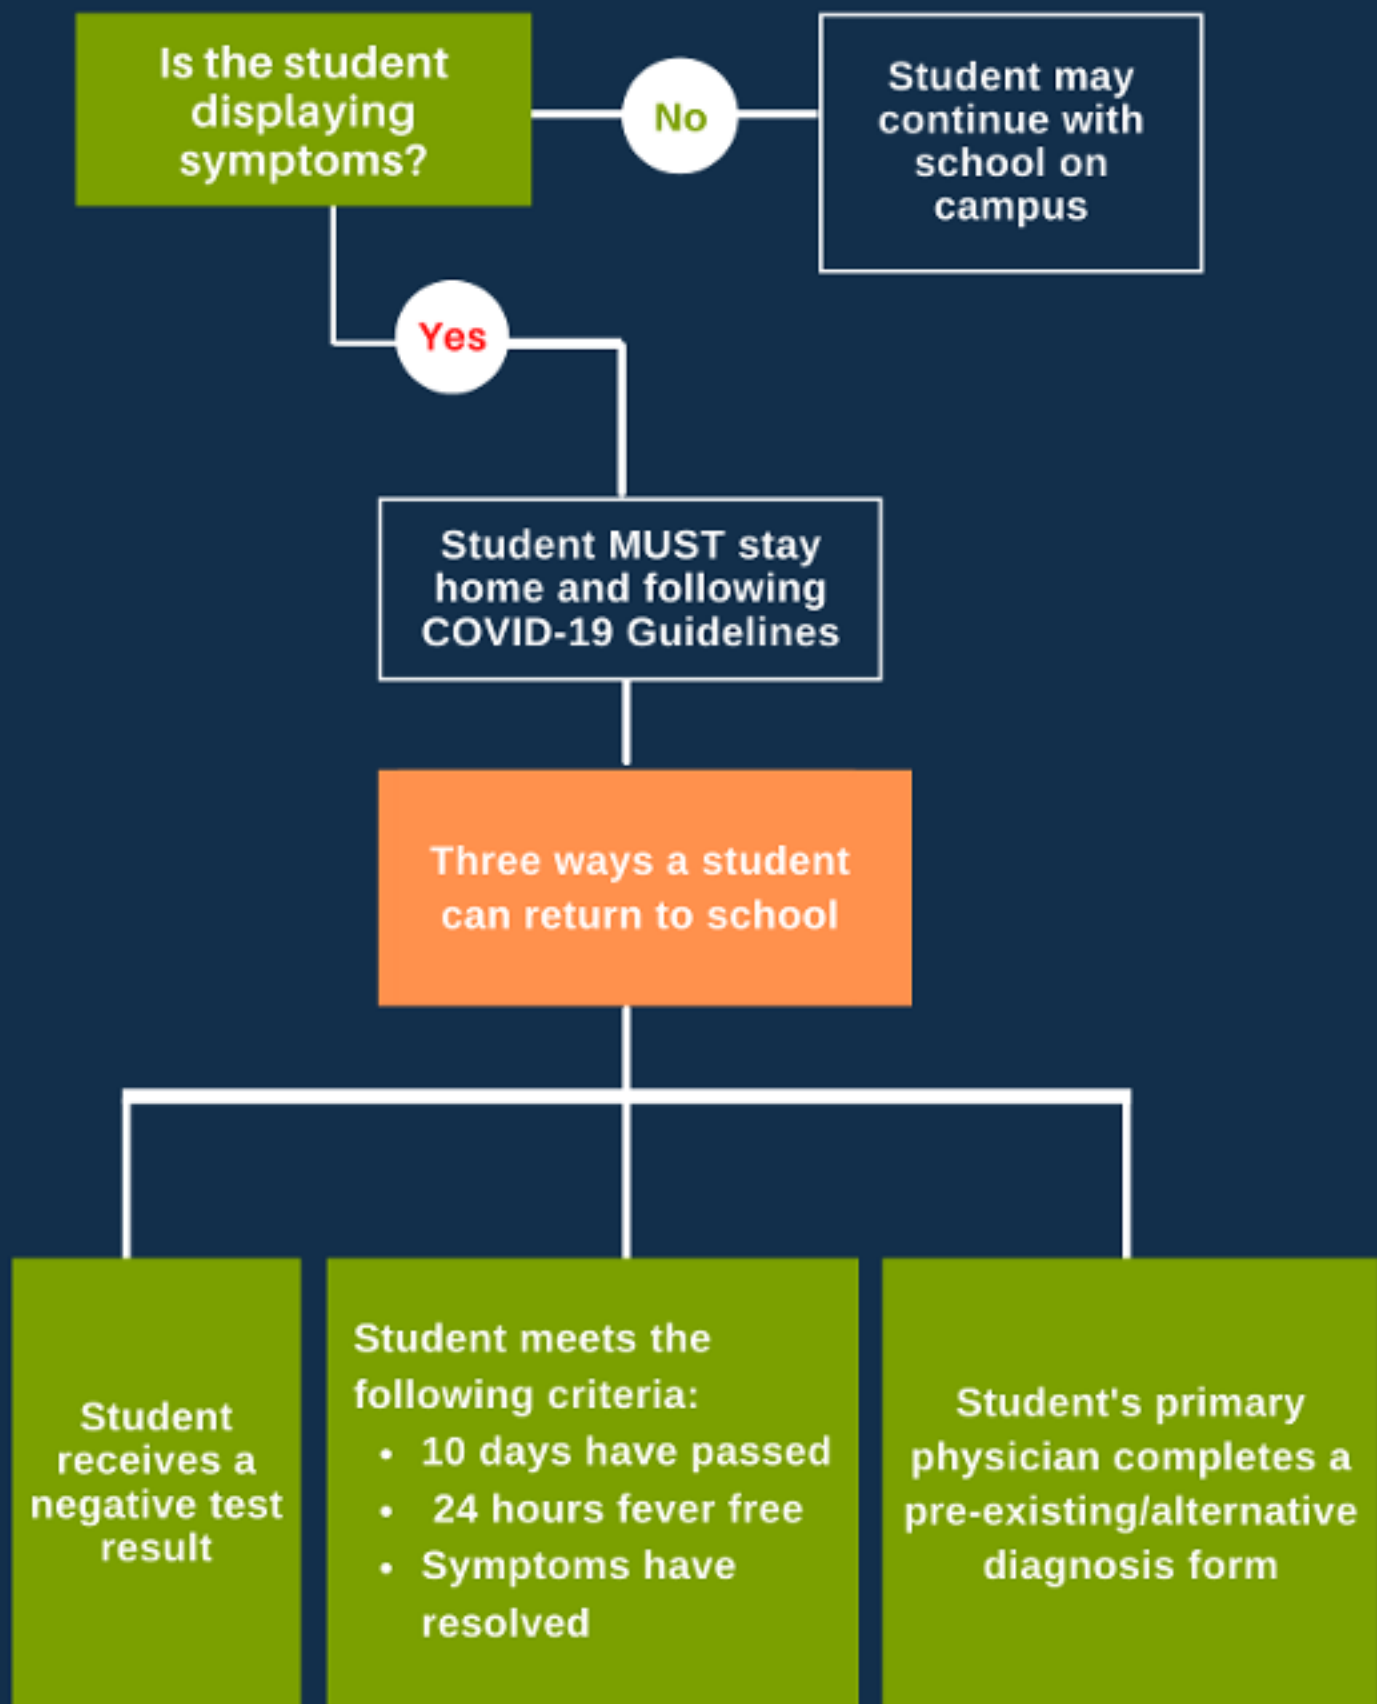 Is the student
displaying
symptoms?
No
Student may
continue with
school on
campus
Yes
Student MUST stay
home and following
COVID-19 Guidelines
Three ways a student
can return to school
Student
receives a
negative test
result
Student meets the
following criteria:
• 10 days have passed
• 24 hours fever free
• Symptoms have
resolved
Student's primary
physician completes a
pre-existing/alternative
diagnosis form